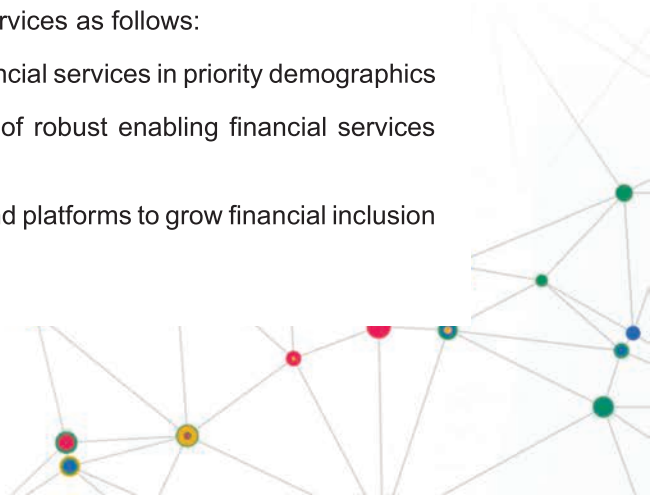 rvices as follows:
ncial services in priority demographics
of robust enabling financial services
d platforms to grow financial inclusion